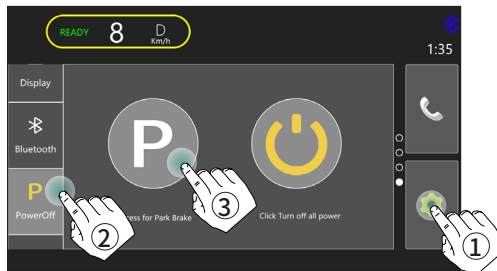 READY 8 D
Km/h
1:35
Display
Bluetooth
P
PowerOff
P
ress for Park Brake
Click Turn off all power
①
②
③